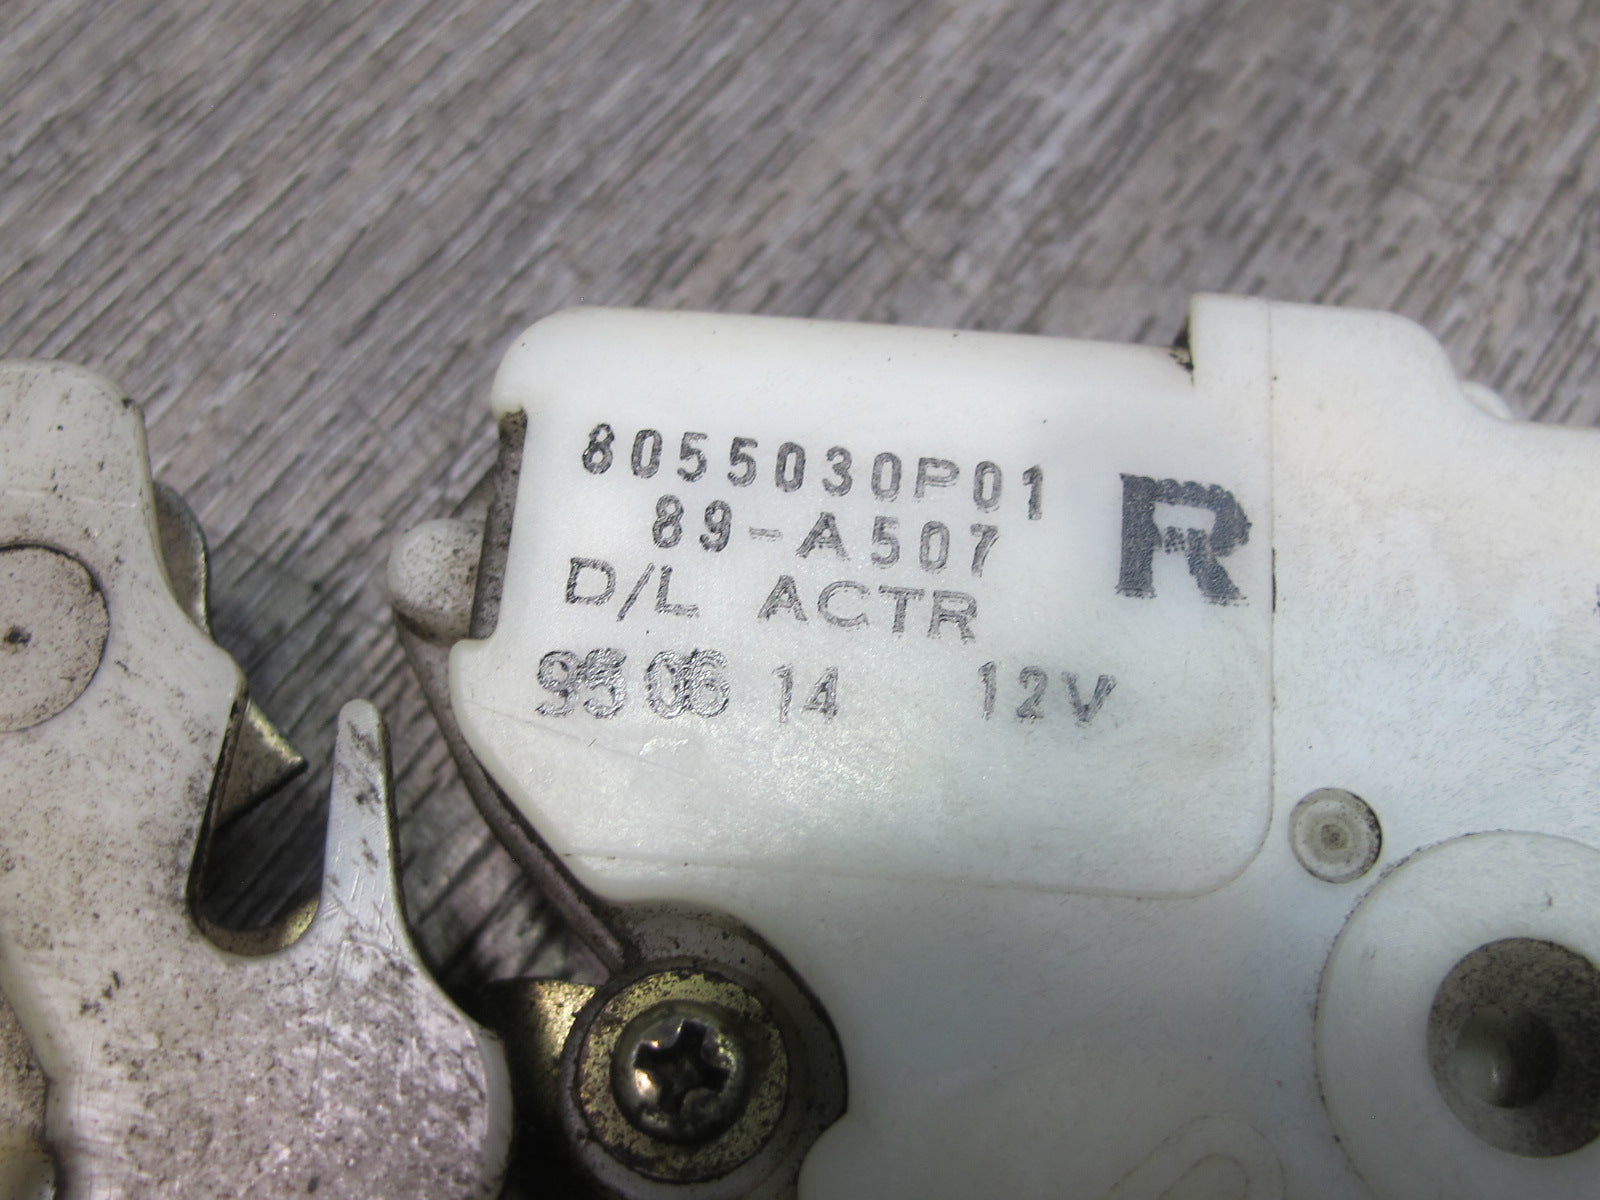 8055030P01
89-A507
R
D/L ACTR
9506 14 12V